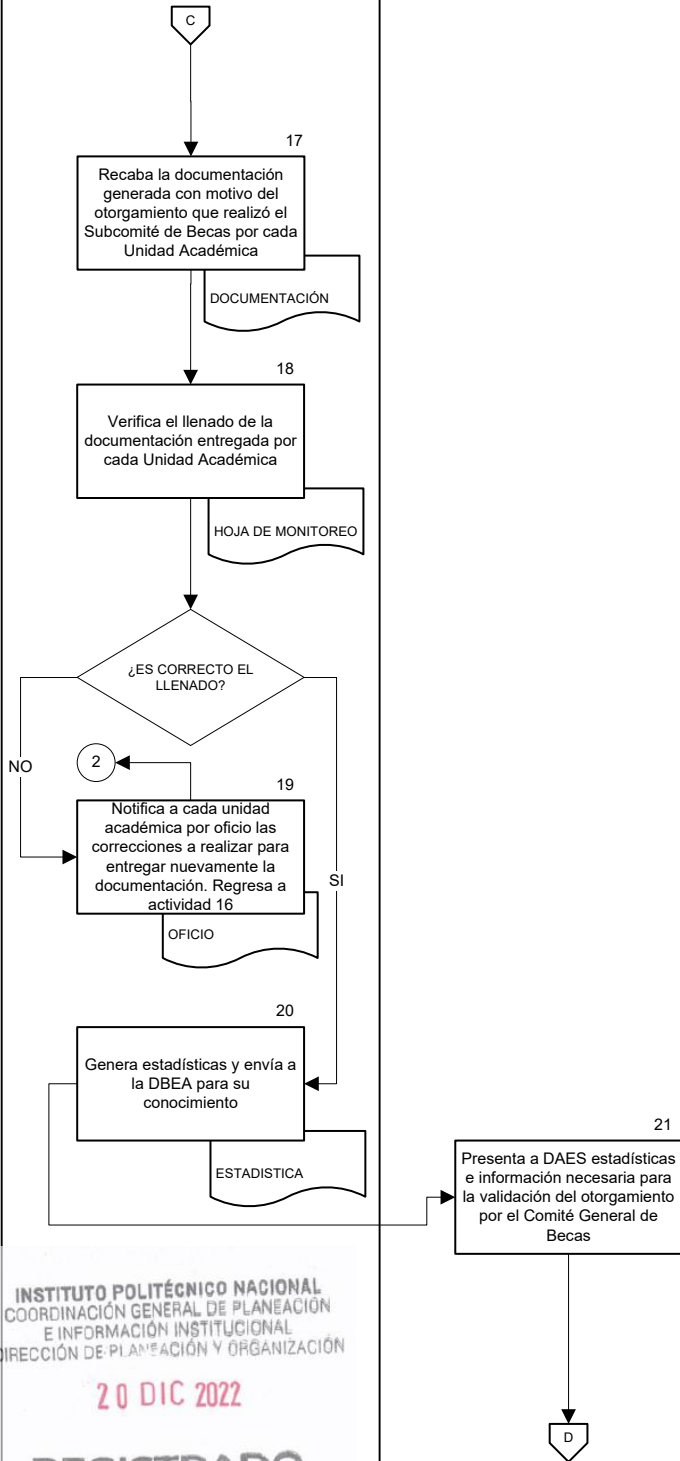 C
17
Recaba la documentación
generada con motivo del
otorgamiento que realizó el
Subcomité de Becas por cada
Unidad Académica
DOCUMENTACIÓN
18
Verifica el llenado de la
documentación entregada por
cada Unidad Académica
HOJA DE MONITOREO
¿ES CORRECTO EL
LLENADO?
NO
2
19
Notifica a cada unidad
académica por oficio las
correcciones a realizar para
entregar nuevamente la
documentación. Regresa a
actividad 16
SI
OFICIO
20
Genera estadísticas y envía a
la DBEA para su
conocimiento
ESTADISTICA
21
Presenta a DAES estadísticas
e información necesaria para
la validación del otorgamiento
por el Comité General de
Becas
INSTITUTO POLITÉCNICO NACIONAL
COORDINACIÓN GENERAL DE PLANEACIÓN
E INFORMACIÓN INSTITUCIONAL
DIRECCIÓN DE PLANEACIÓN Y ORGANIZACIÓN
20 DIC 2022
REGISTRADO
D